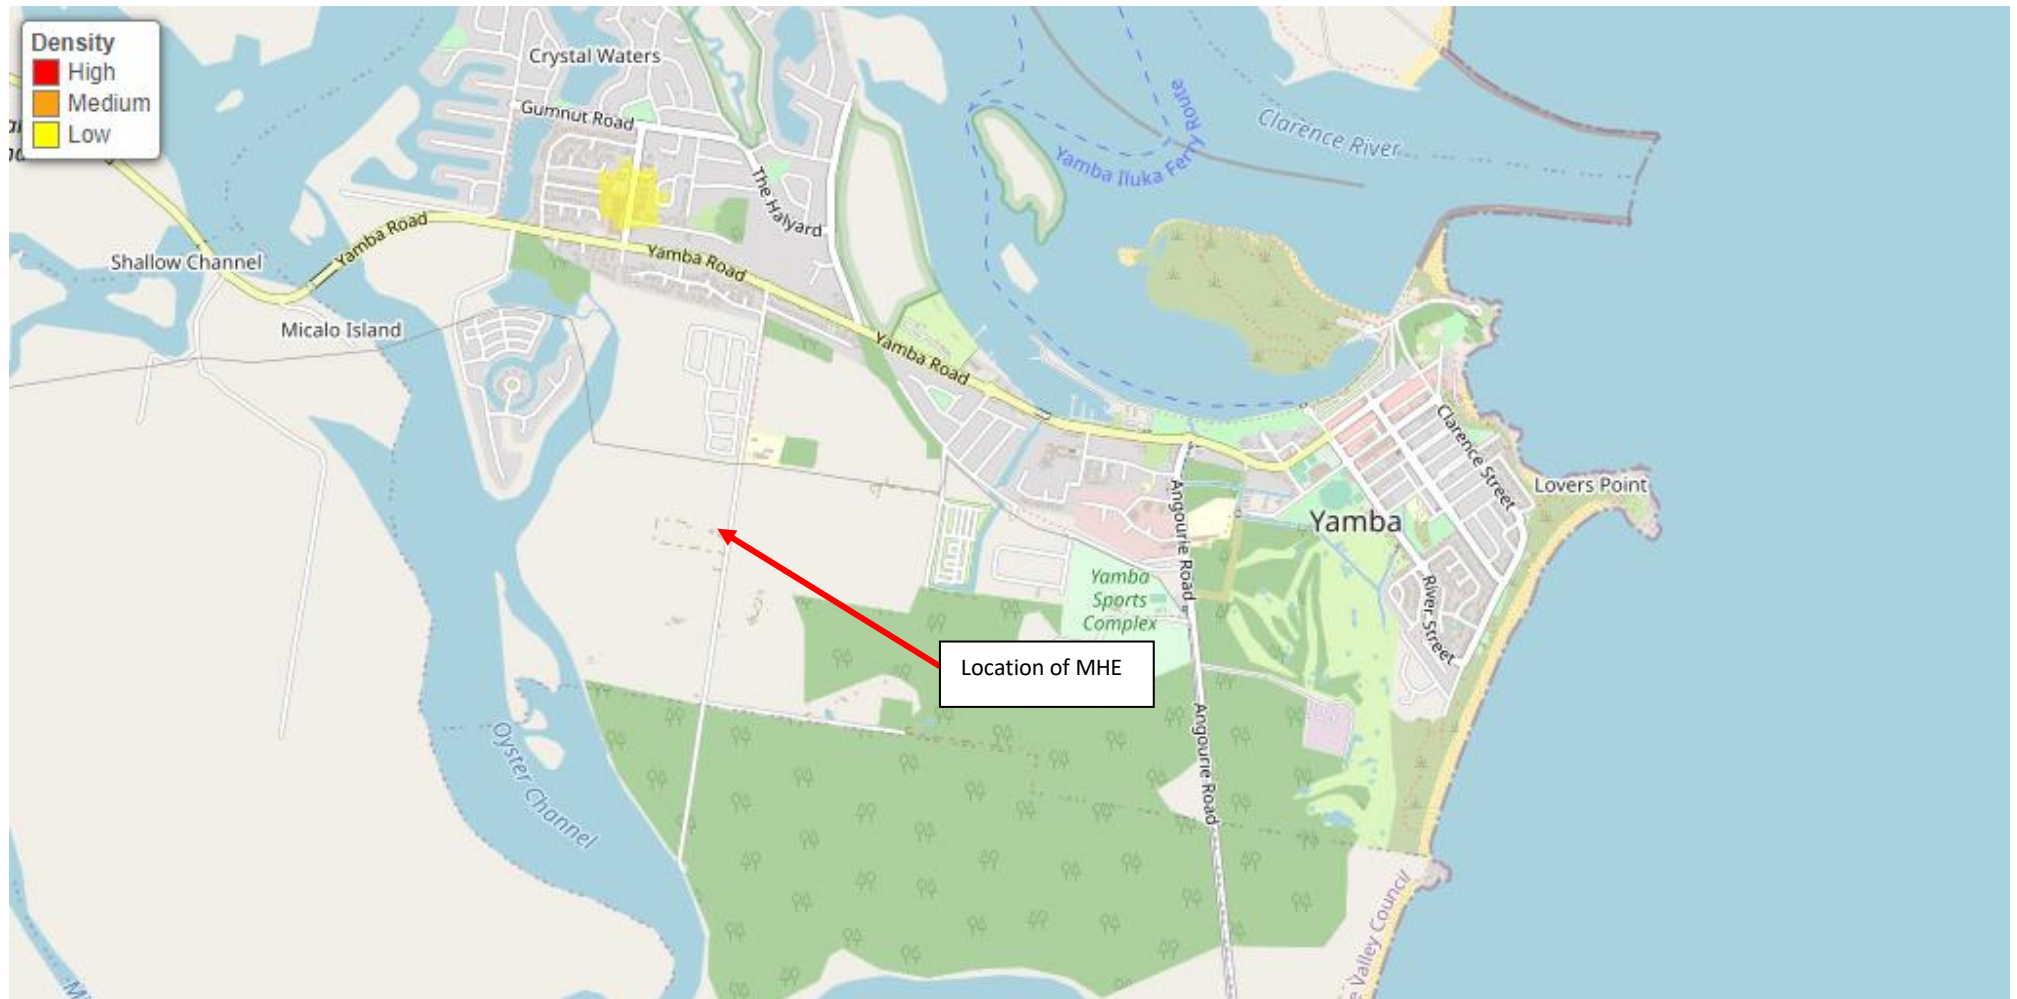 Density
High
Medium
Low
Crystal Waters
Gumnut Road
The Halyard
Yamba Iluka Ferry Route
Clarence River
Yamba Road
Yamba Road
Shallow Channel
Micalo Island
Yamba Road
Clarence Street
Lovers Point
Angourie Road
Yamba
Yamba
Sports
Complex
River Street
Location of MHE
Angourie Road
Oyster Channel
Valley Council